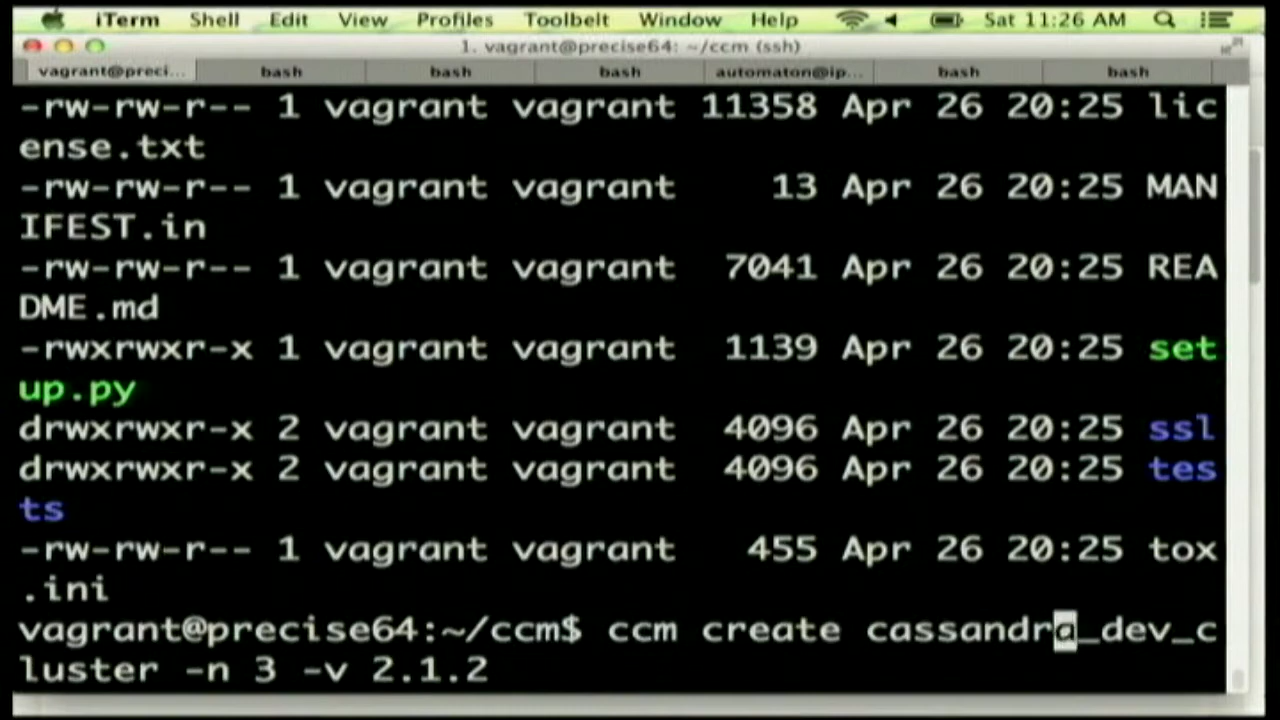 iTerm Shell Edit View Profiles Toolbelt Window Help Sat 11:26 AM
1. vagrant@precise64: ~/ccm (ssh)
vagrant@preci... bash bash bash automaton@ip... bash bash
-rw-rw-r-- 1 vagrant vagrant 11358 Apr 26 20:25 lic
ense.txt
-rw-rw-r-- 1 vagrant vagrant 13 Apr 26 20:25 MAN
IFEST.in
-rw-rw-r-- 1 vagrant vagrant 7041 Apr 26 20:25 REA
DME.md
-rwxrwxr-x 1 vagrant vagrant 1139 Apr 26 20:25 set
up.py
drwxrwxr-x 2 vagrant vagrant 4096 Apr 26 20:25 ssl
drwxrwxr-x 2 vagrant vagrant 4096 Apr 26 20:25 tes
ts
-rw-rw-r-- 1 vagrant vagrant 455 Apr 26 20:25 tox
.ini
vagrant@precise64:~/ccm$ ccm create cassandra_dev_c
luster -n 3 -v 2.1.2